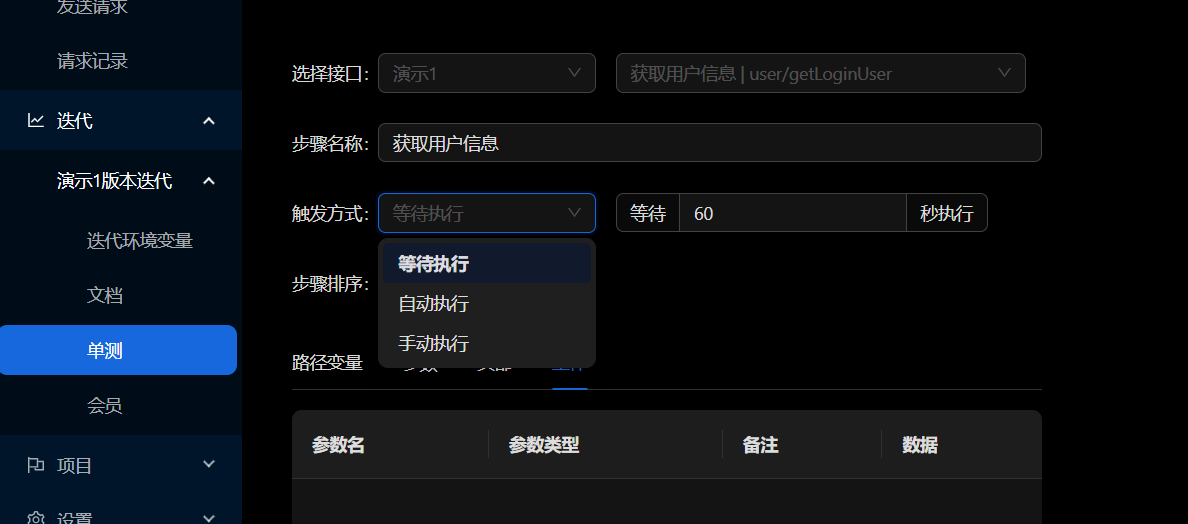 发送请求
请求记录
迭代
演示1版本迭代
迭代环境变量
文档
单测
会员
项目
设置
选择接口: 演示1 获取用户信息 | user/getLoginUser
步骤名称: 获取用户信息
触发方式: 等待执行 等待 60 秒执行
等待执行
步骤排序:
自动执行
手动执行
路径变量
参数名 参数类型 备注 数据